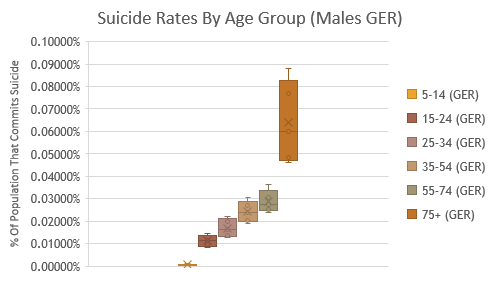 Suicide Rates By Age Group (Males GER)
% Of Population That Commits Suicide
0.10000%
0.09000%
0.08000%
0.07000%
0.06000%
0.05000%
0.04000%
0.03000%
0.02000%
0.01000%
0.00000%
5-14 (GER)
15-24 (GER)
25-34 (GER)
35-54 (GER)
55-74 (GER)
75+ (GER)